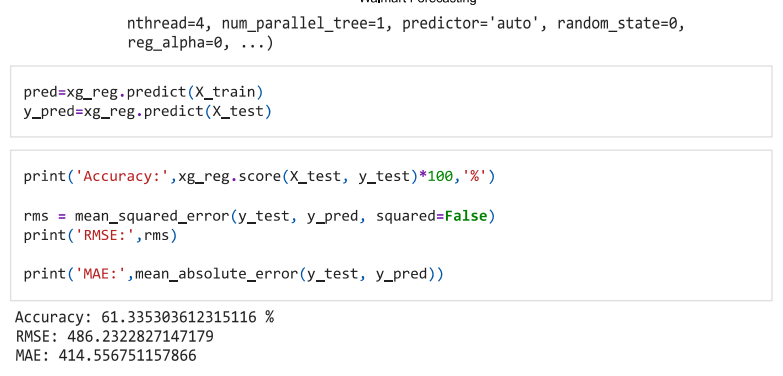 Walmart Forecasting
nthread=4, num_parallel_tree=1, predictor='auto', random_state=0,
reg_alpha=0, ...)
pred=xg_reg.predict(X_train)
y_pred=xg_reg.predict(X_test)
print('Accuracy:',xg_reg.score(X_test, y_test)*100,'%')
rms = mean_squared_error(y_test, y_pred, squared=False)
print('RMSE:',rms)
print('MAE:',mean_absolute_error(y_test, y_pred))
Accuracy: 61.335303612315116 %
RMSE: 486.2322827147179
MAE: 414.556751157866